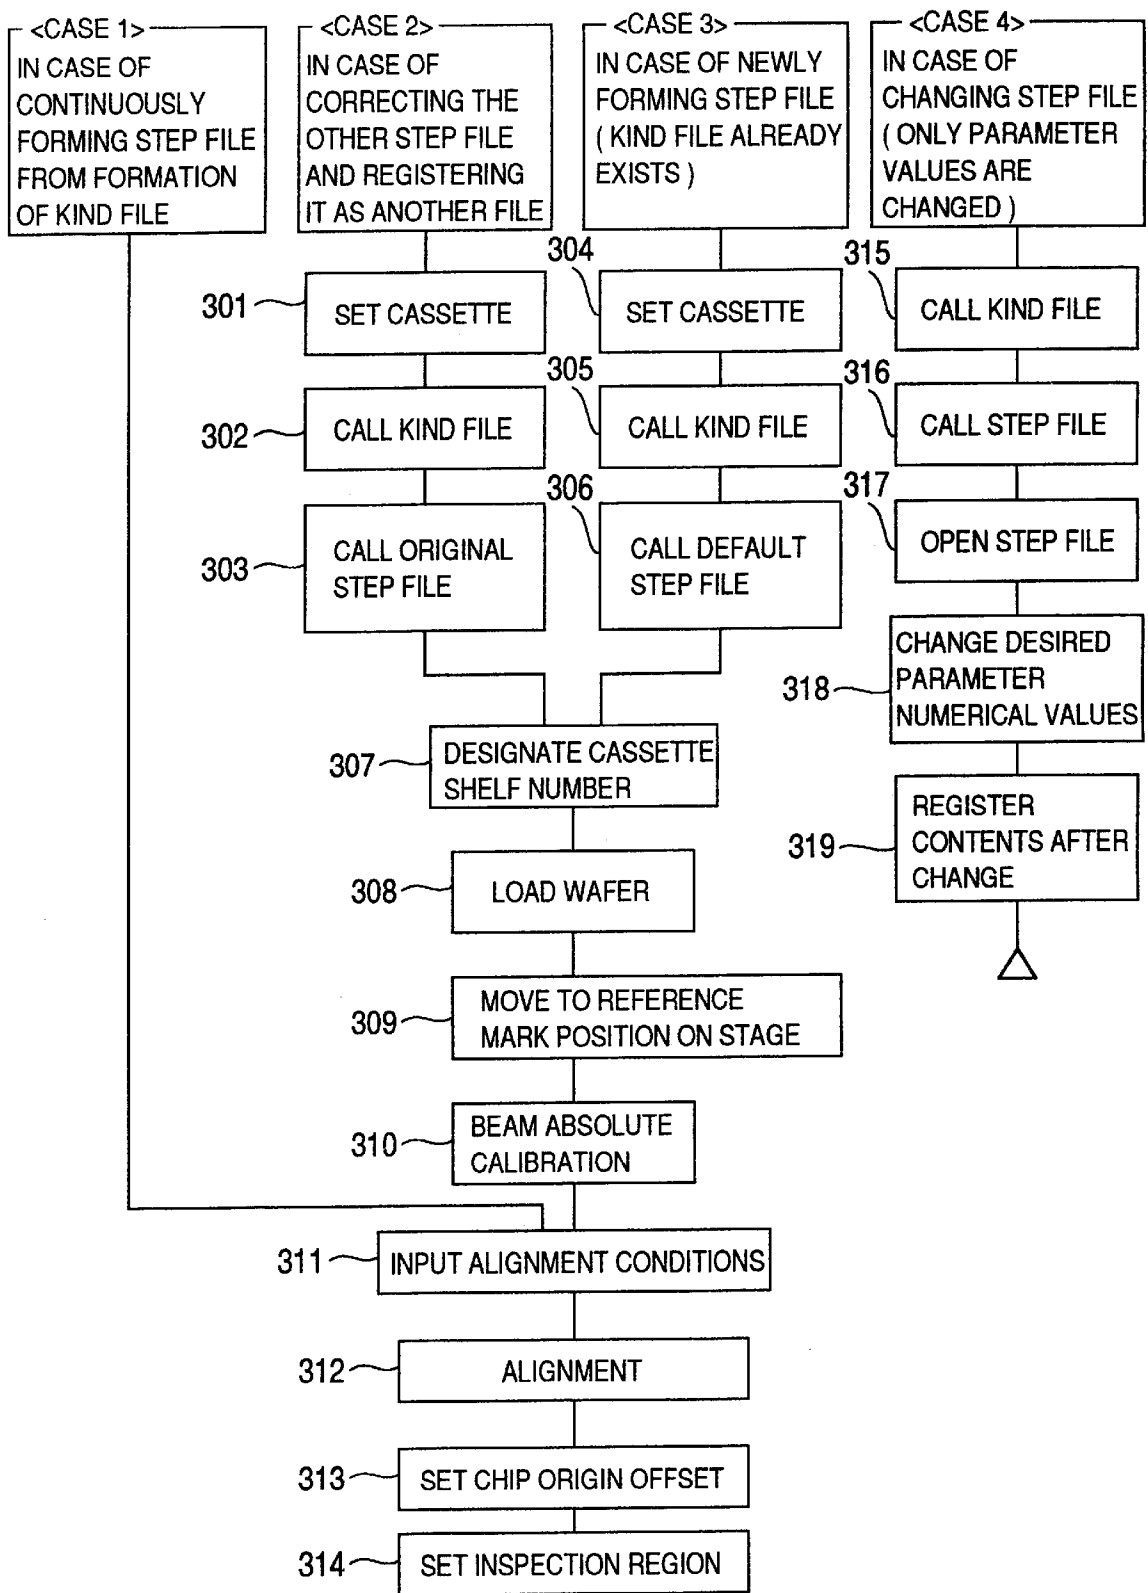 <CASE 1>
IN CASE OF
CONTINUOUSLY
FORMING STEP FILE
FROM FORMATION
OF KIND FILE
<CASE 2>
IN CASE OF
CORRECTING THE
OTHER STEP FILE
AND REGISTERING
IT AS ANOTHER FILE
<CASE 3>
IN CASE OF NEWLY
FORMING STEP FILE
( KIND FILE ALREADY
EXISTS )
<CASE 4>
IN CASE OF
CHANGING STEP FILE
( ONLY PARAMETER
VALUES ARE
CHANGED )
301
SET CASSETTE
302
CALL KIND FILE
303
CALL ORIGINAL
STEP FILE
304
SET CASSETTE
305
CALL KIND FILE
306
CALL DEFAULT
STEP FILE
315
CALL KIND FILE
316
CALL STEP FILE
317
OPEN STEP FILE
318
CHANGE DESIRED
PARAMETER
NUMERICAL VALUES
319
REGISTER
CONTENTS AFTER
CHANGE
307
DESIGNATE CASSETTE
SHELF NUMBER
308
LOAD WAFER
309
MOVE TO REFERENCE
MARK POSITION ON STAGE
310
BEAM ABSOLUTE
CALIBRATION
311
INPUT ALIGNMENT CONDITIONS
312
ALIGNMENT
313
SET CHIP ORIGIN OFFSET
314
SET INSPECTION REGION